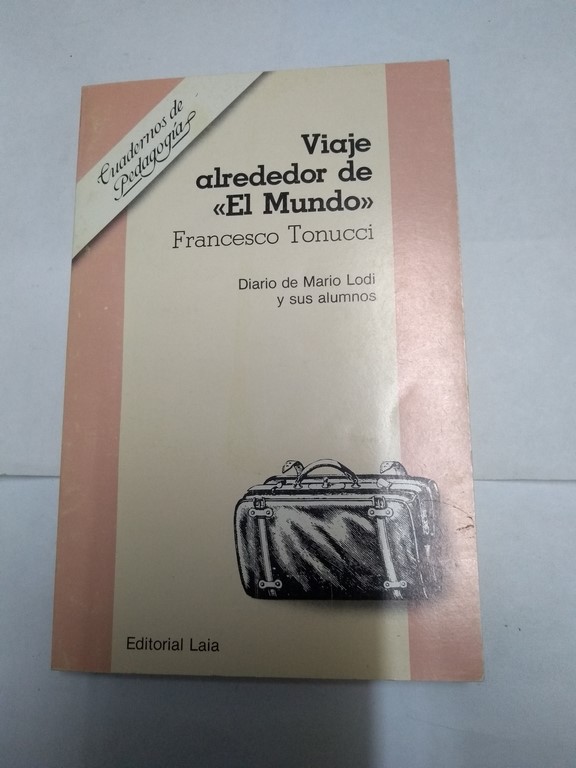 Cuadernos de
Pedagogía
Viaje
alrededor de
«El Mundo»
Francesco Tonucci
Diario de Mario Lodi
y sus alumnos
Editorial Laia